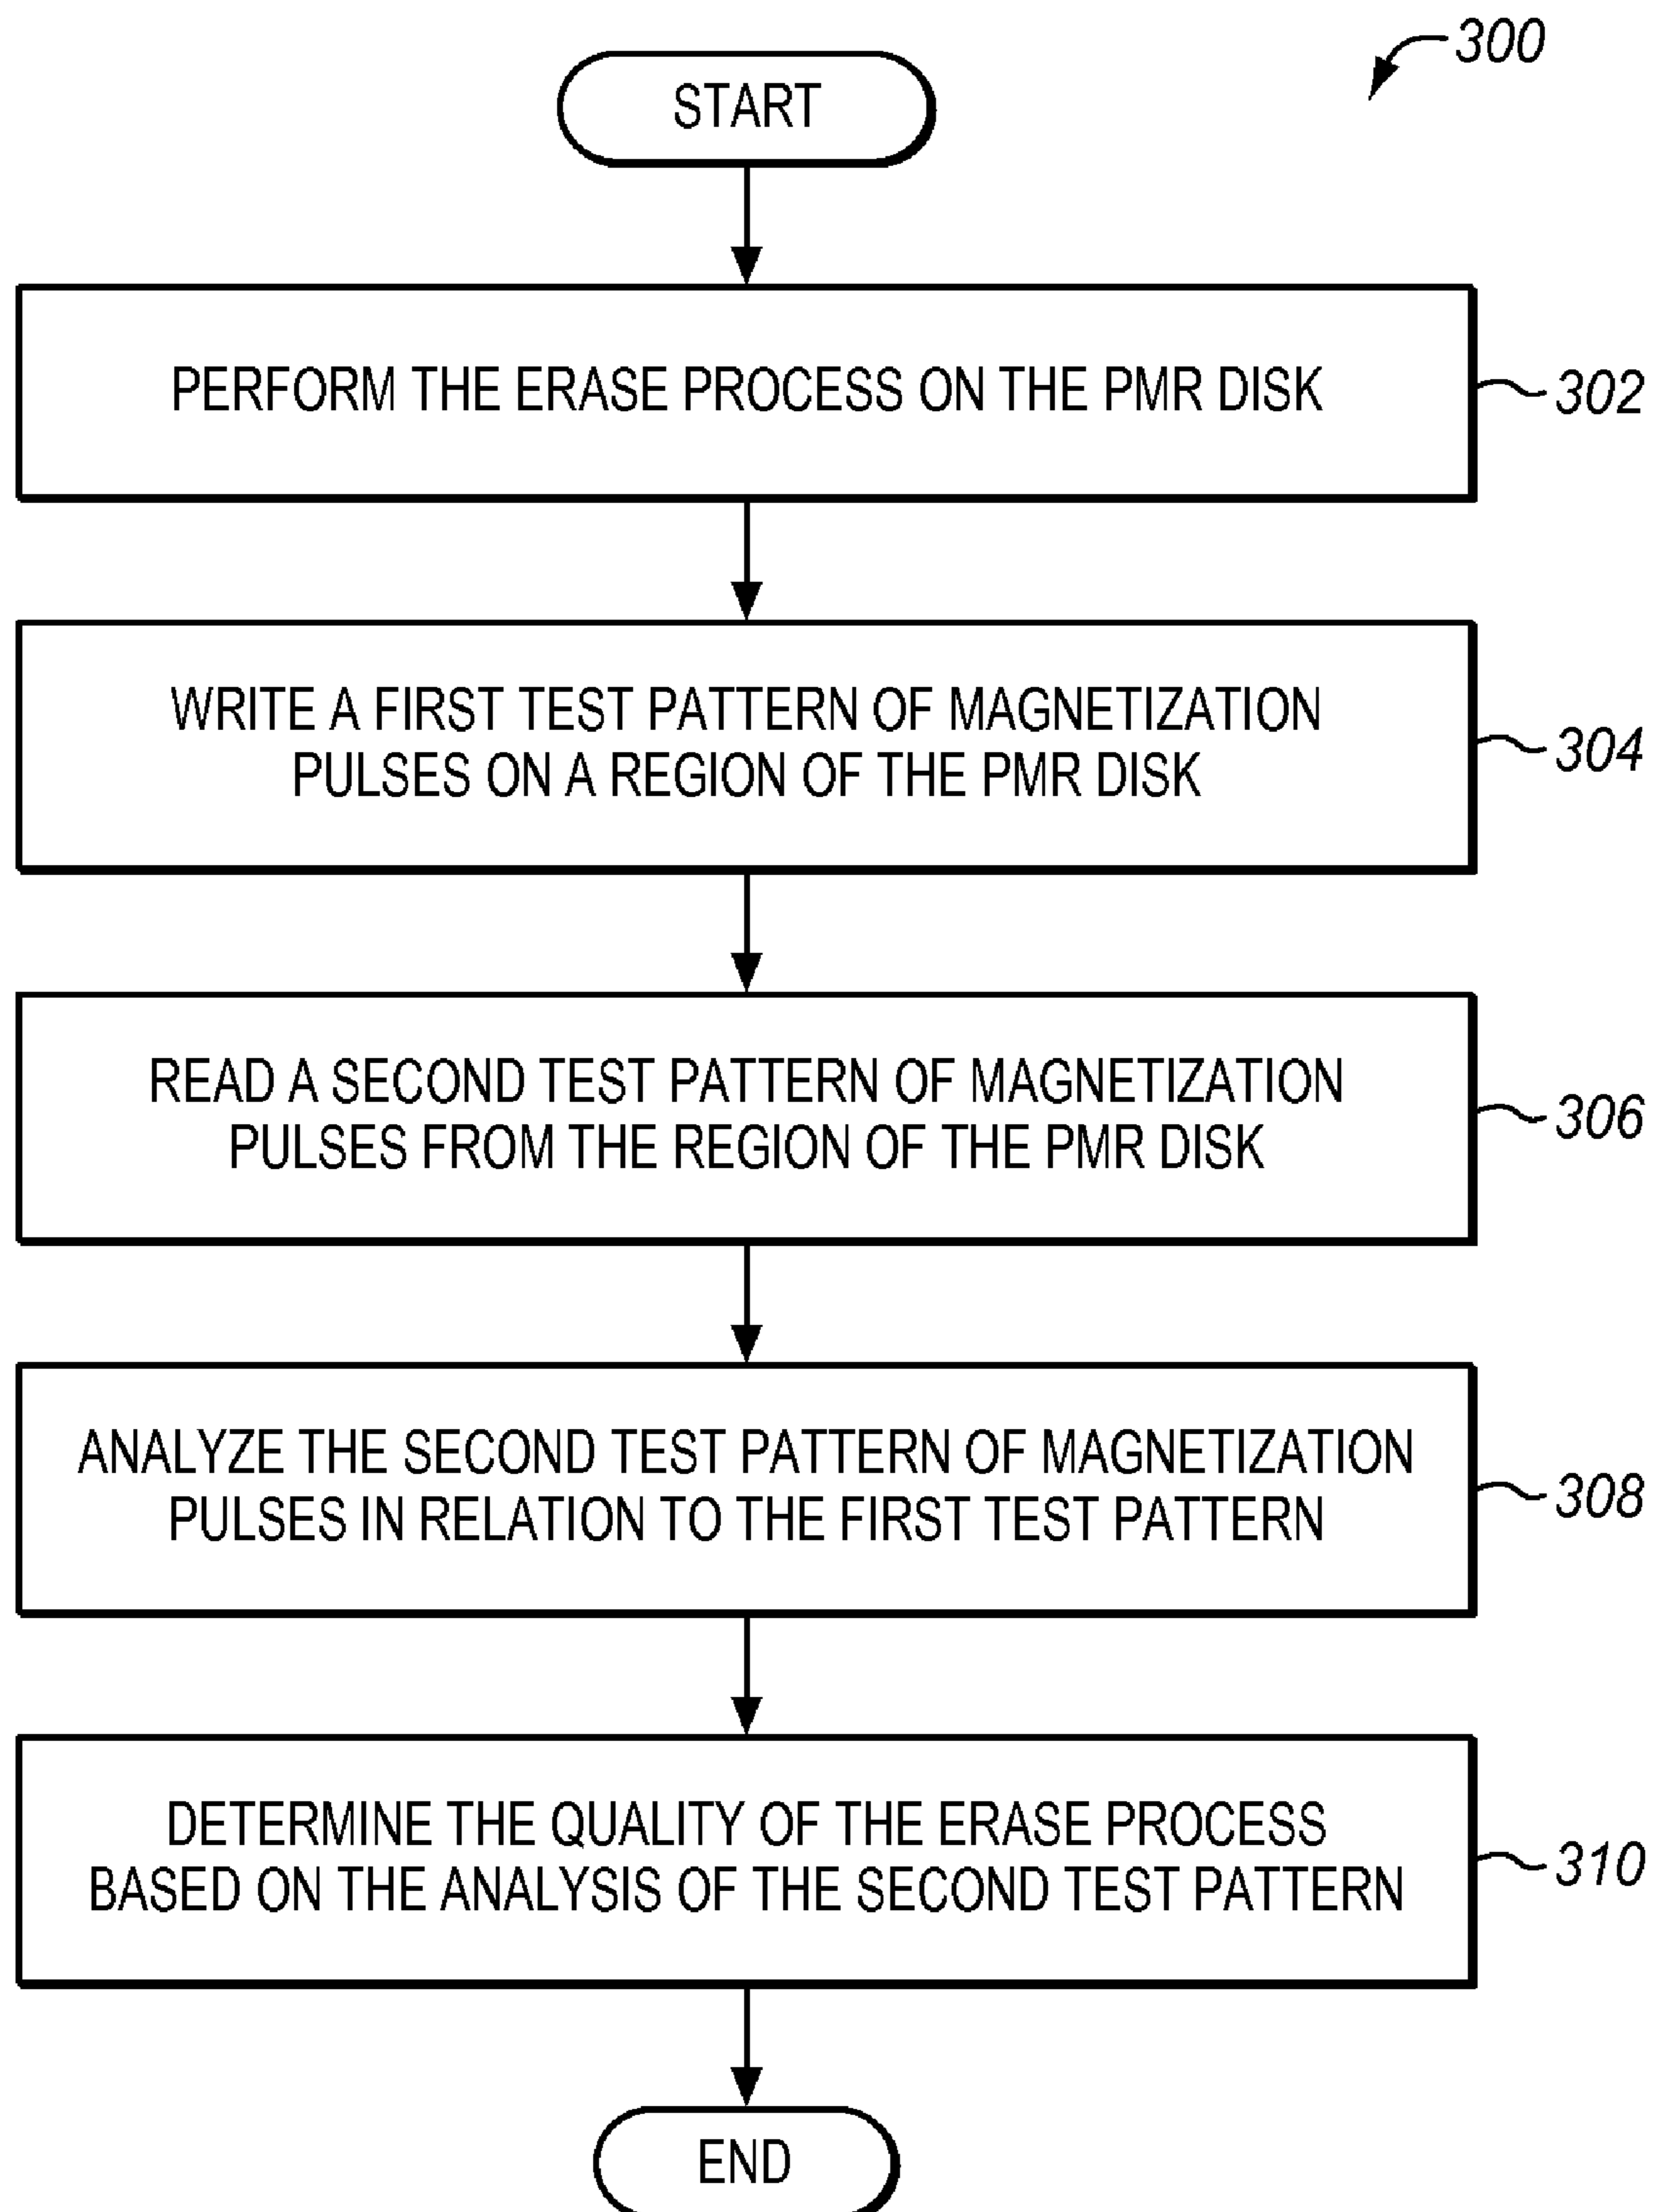 300
START
PERFORM THE ERASE PROCESS ON THE PMR DISK
302
WRITE A FIRST TEST PATTERN OF MAGNETIZATION
PULSES ON A REGION OF THE PMR DISK
304
READ A SECOND TEST PATTERN OF MAGNETIZATION
PULSES FROM THE REGION OF THE PMR DISK
306
ANALYZE THE SECOND TEST PATTERN OF MAGNETIZATION
PULSES IN RELATION TO THE FIRST TEST PATTERN
308
DETERMINE THE QUALITY OF THE ERASE PROCESS
BASED ON THE ANALYSIS OF THE SECOND TEST PATTERN
310
END